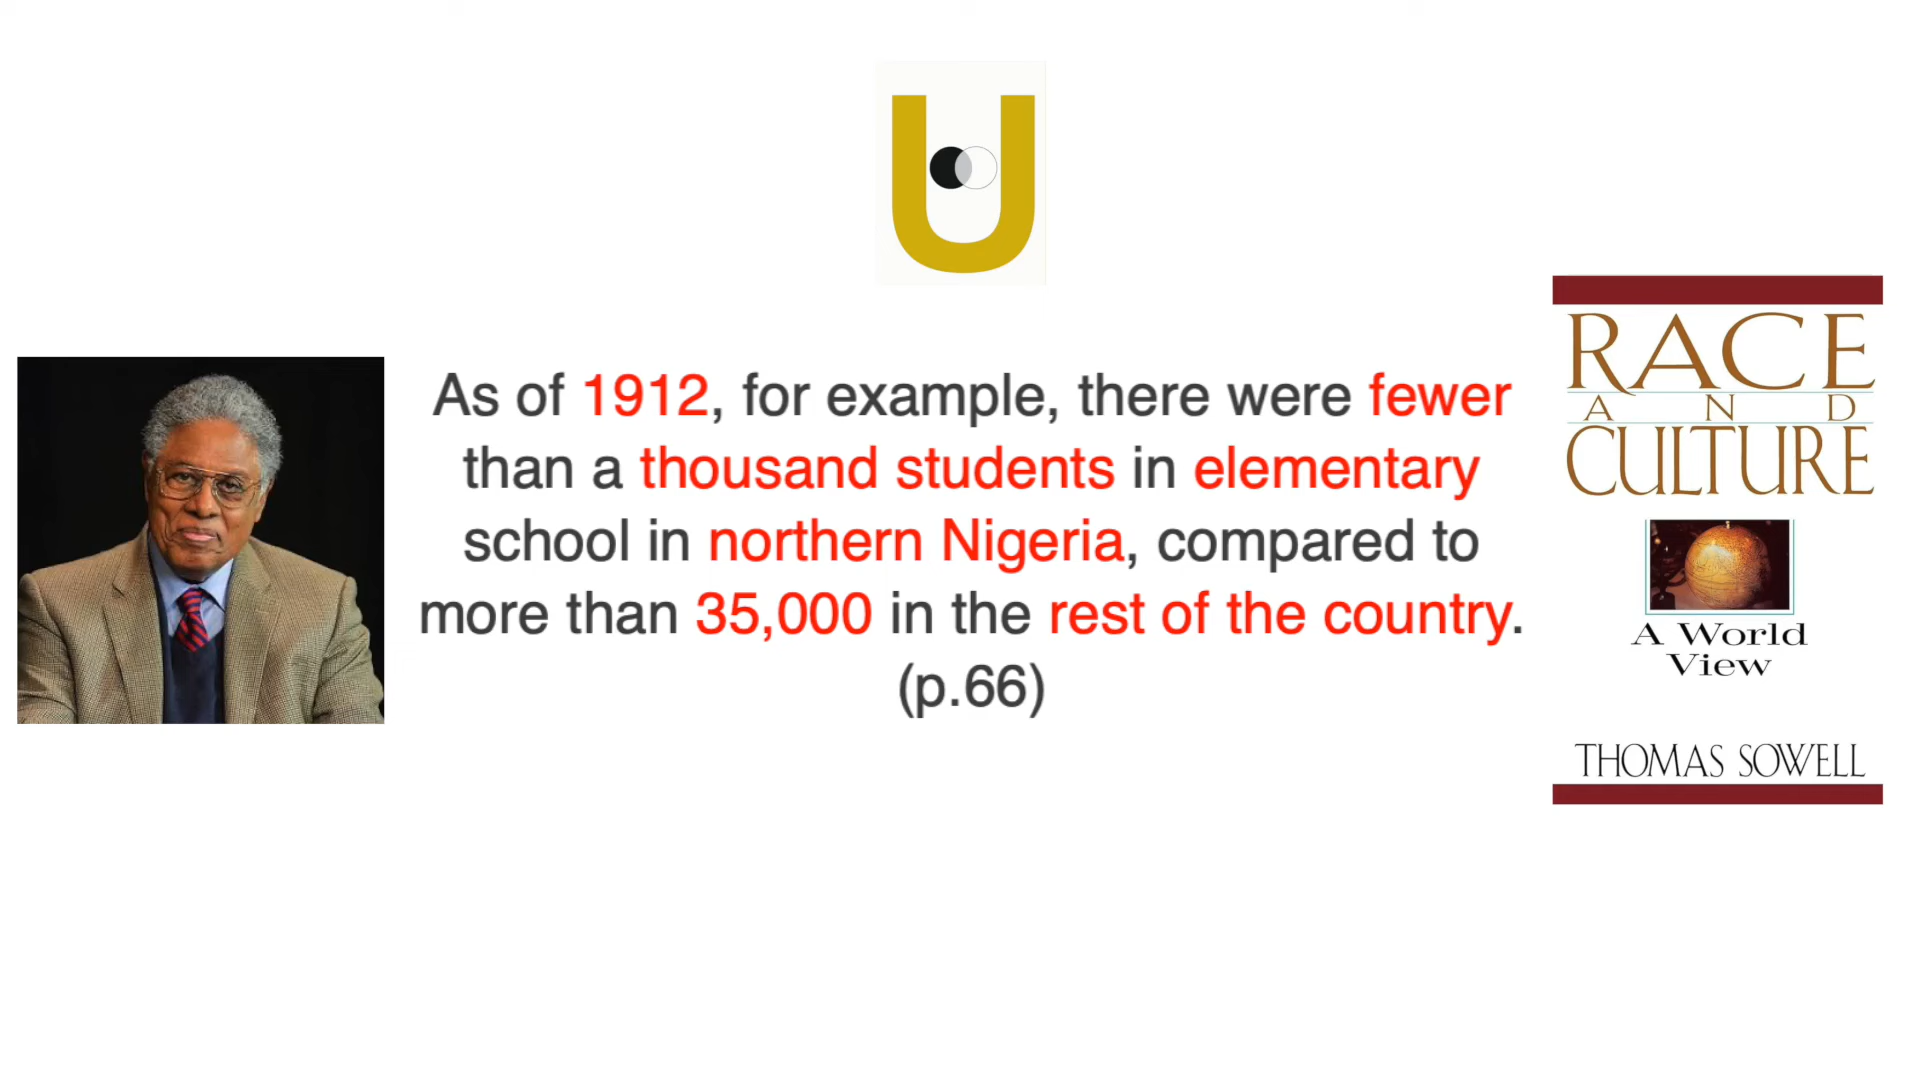 U
As of 1912, for example, there were fewer
than a thousand students in elementary
school in northern Nigeria, compared to
more than 35,000 in the rest of the country.
(p.66)
RACE
AND
CULTURE
A World
View
THOMAS SOWELL